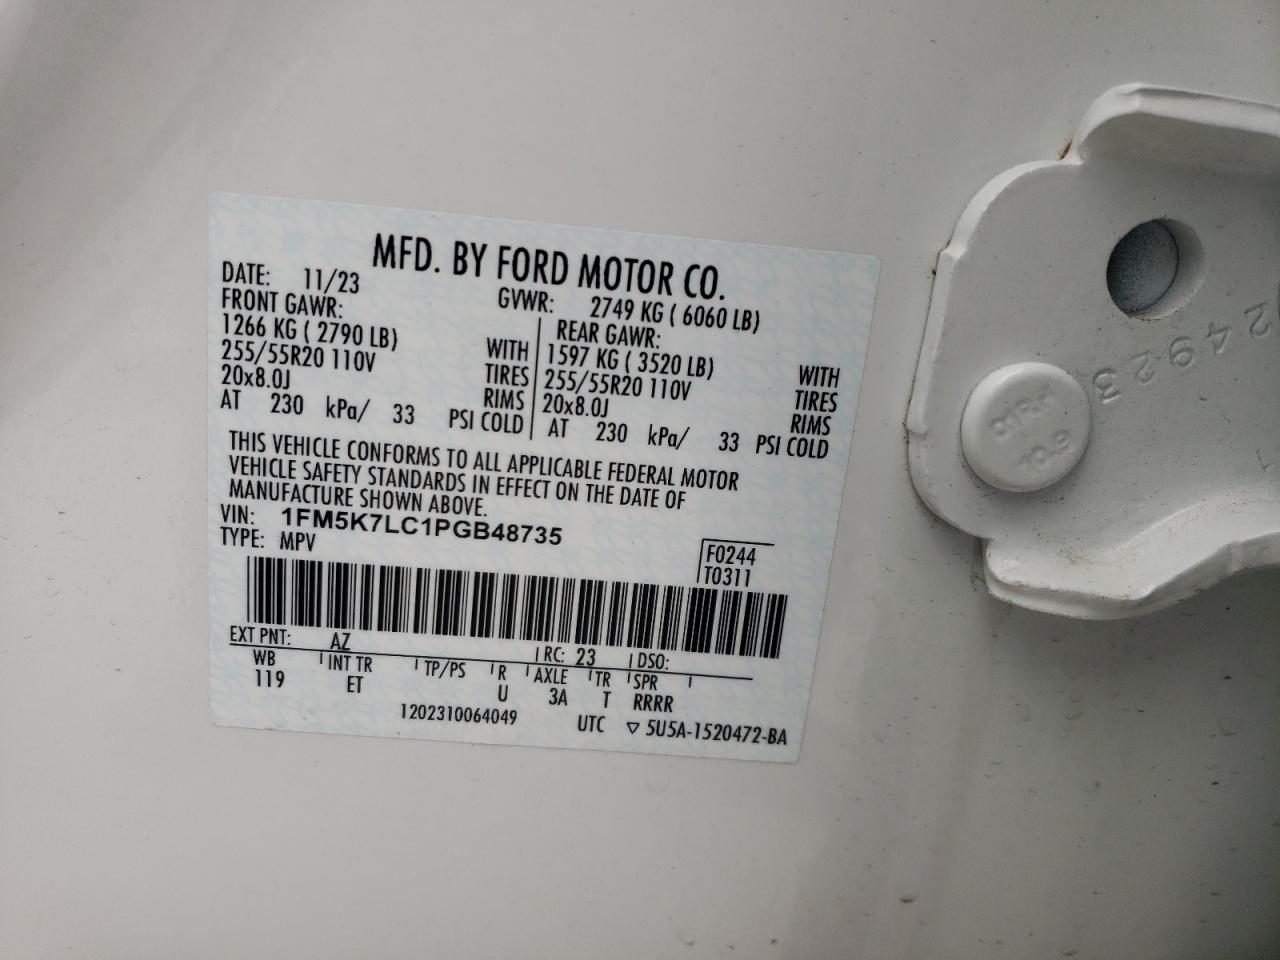 MFD. BY FORD MOTOR CO.
DATE: 11/23 GVWR: 2749 KG ( 6060 LB)
FRONT GAWR: REAR GAWR:
1266 KG ( 2790 LB) WITH 1597 KG ( 3520 LB) WITH
255/55R20 110V TIRES 255/55R20 110V TIRES
20x8.0J RIMS 20x8.0J RIMS
AT 230 kPa/ 33 PSI COLD AT 230 kPa/ 33 PSI COLD
THIS VEHICLE CONFORMS TO ALL APPLICABLE FEDERAL MOTOR
VEHICLE SAFETY STANDARDS IN EFFECT ON THE DATE OF
MANUFACTURE SHOWN ABOVE.
VIN: 1FM5K7LC1PGB48735
TYPE: MPV
F0244
T0311
EXT PNT: AZ RC: 23 DSO:
WB INT TR TP/PS R AXLE TR SPR
119 ET U 3A T RRRR
1202310064049 UTC ▽ 5U5A-1520472-BA
24923